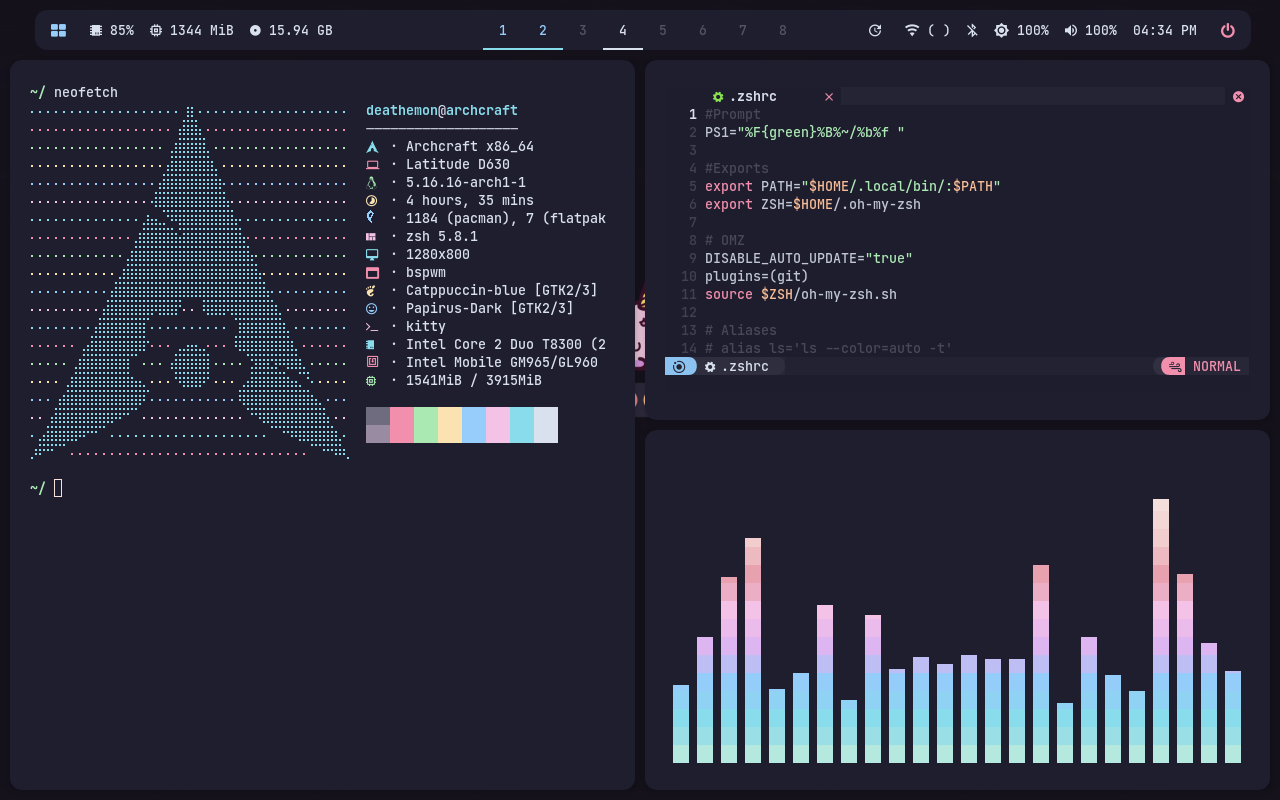 85% 1344 MiB 15.94 GB 1 2 3 4 5 6 7 8 ( ) 100% 100% 04:34 PM
~/ neofetch
deathemon@archcraft
───────────────────
· Archcraft x86_64
· Latitude D630
· 5.16.16-arch1-1
· 4 hours, 35 mins
· 1184 (pacman), 7 (flatpak
· zsh 5.8.1
· 1280x800
· bspwm
· Catppuccin-blue [GTK2/3]
· Papirus-Dark [GTK2/3]
· kitty
· Intel Core 2 Duo T8300 (2
· Intel Mobile GM965/GL960
· 1541MiB / 3915MiB
~/
.zshrc
1 #Prompt
2 PS1="%F{green}%B%~/%b%f "
3
4 #Exports
5 export PATH="$HOME/.local/bin/:$PATH"
6 export ZSH=$HOME/.oh-my-zsh
7
8 # OMZ
9 DISABLE_AUTO_UPDATE="true"
10 plugins=(git)
11 source $ZSH/oh-my-zsh.sh
12
13 # Aliases
14 # alias ls='ls --color=auto -t'
.zshrc NORMAL